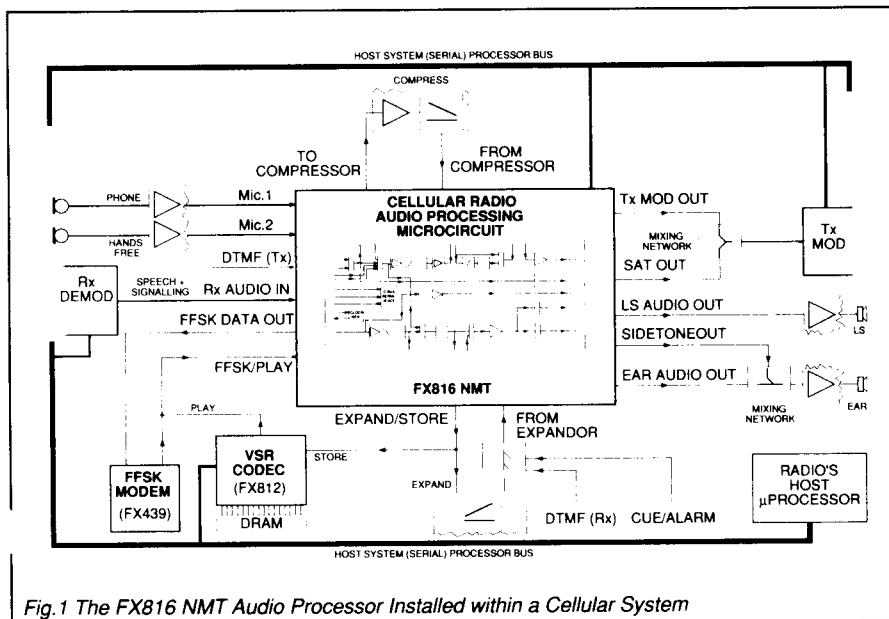 HOST SYSTEM (SERIAL) PROCESSOR BUS
COMPRESS
TO
COMPRESSOR
FROM
COMPRESSOR
PHONE
Mic.1
Mic.2
HANDS
FREE
DTMF (Tx)
Rx
DEMOD
SPEECH +
SIGNALLING
Rx AUDIO IN
FFSK DATA OUT
FFSK/PLAY
CELLULAR RADIO
AUDIO PROCESSING
MICROCIRCUIT
FX816 NMT
Tx MOD OUT
MIXING
NETWORK
Tx
MOD
SAT OUT
LS AUDIO OUT
LS
SIDETONEOUT
EAR AUDIO OUT
MIXING
NETWORK
EAR
PLAY
EXPAND/STORE
FROM
EXPANDOR
FFSK
MODEM
(FX439)
VSR
CODEC
(FX812)
STORE
DRAM
EXPAND
DTMF (Rx)
CUE/ALARM
RADIO'S
HOST
µPROCESSOR
HOST SYSTEM (SERIAL) PROCESSOR BUS
Fig.1 The FX816 NMT Audio Processor Installed within a Cellular System